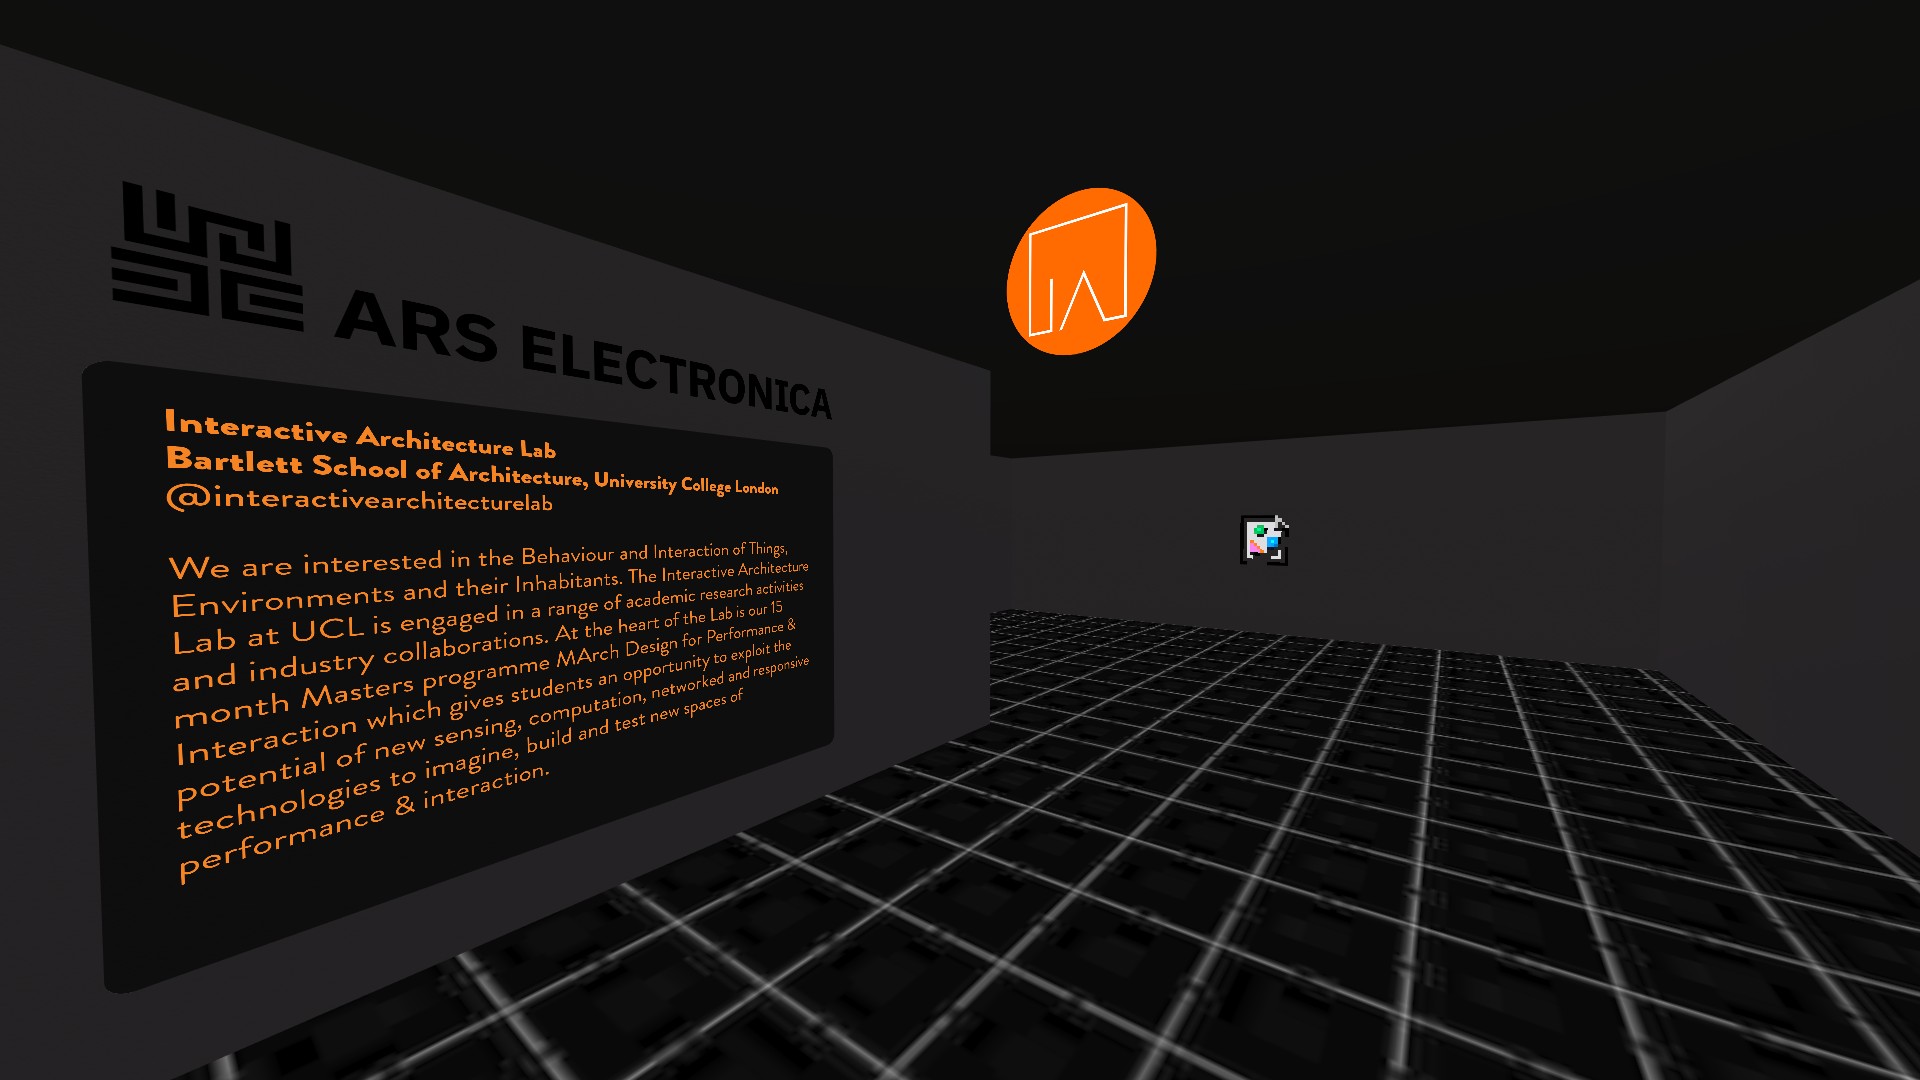 ARS ELECTRONICA
Interactive Architecture Lab
Bartlett School of Architecture, University College London
@interactivearchitecturelab
We are interested in the Behaviour and Interaction of Things,
Environments and their Inhabitants. The Interactive Architecture
Lab at UCL is engaged in a range of academic research activities
and industry collaborations. At the heart of the Lab is our 15
month Masters programme MArch Design for Performance &
Interaction which gives students an opportunity to exploit the
potential of new sensing, computation, networked and responsive
technologies to imagine, build and test new spaces of
performance & interaction.